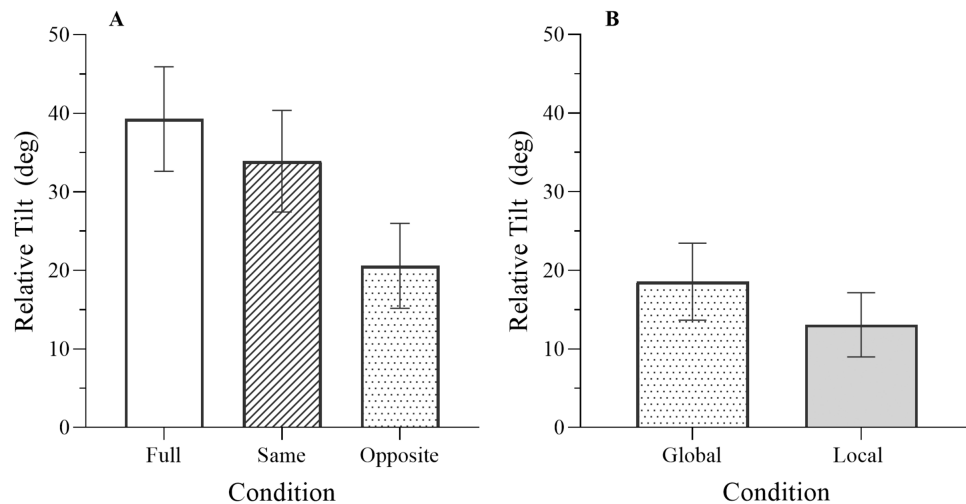 A
Relative Tilt (deg)
50
40
30
20
10
0
Full Same Opposite
Condition
B
Relative Tilt (deg)
50
40
30
20
10
0
Global Local
Condition